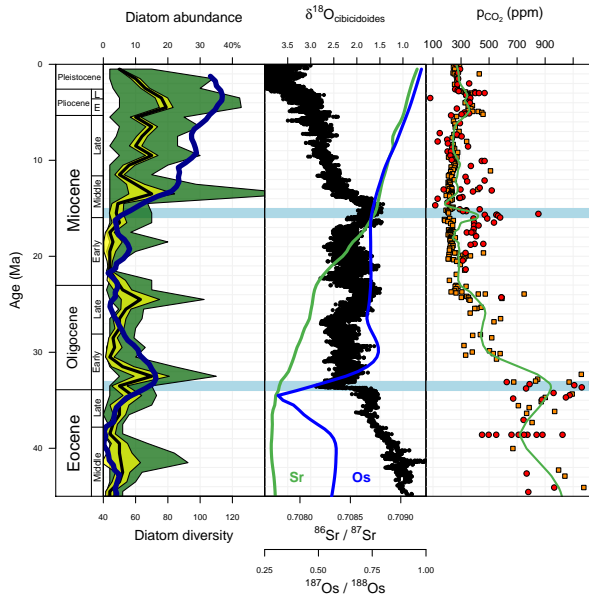 Diatom abundance
δ18Ocibicidoides
pCO2 (ppm)
0 10 20 30 40%
3.5 3.0 2.5 2.0 1.5 1.0
100 300 600 900
0
Pleistocene
Pliocene
L
E
10
Late
Miocene
Middle
20
Early
Age (Ma)
Late
Oligocene
30
Early
Late
Eocene
40
Middle
Sr
Os
40 60 80 100 120
0.7080 0.7085 0.7090
Diatom diversity
86Sr / 87Sr
0.25 0.50 0.75 1.00
187Os / 188Os